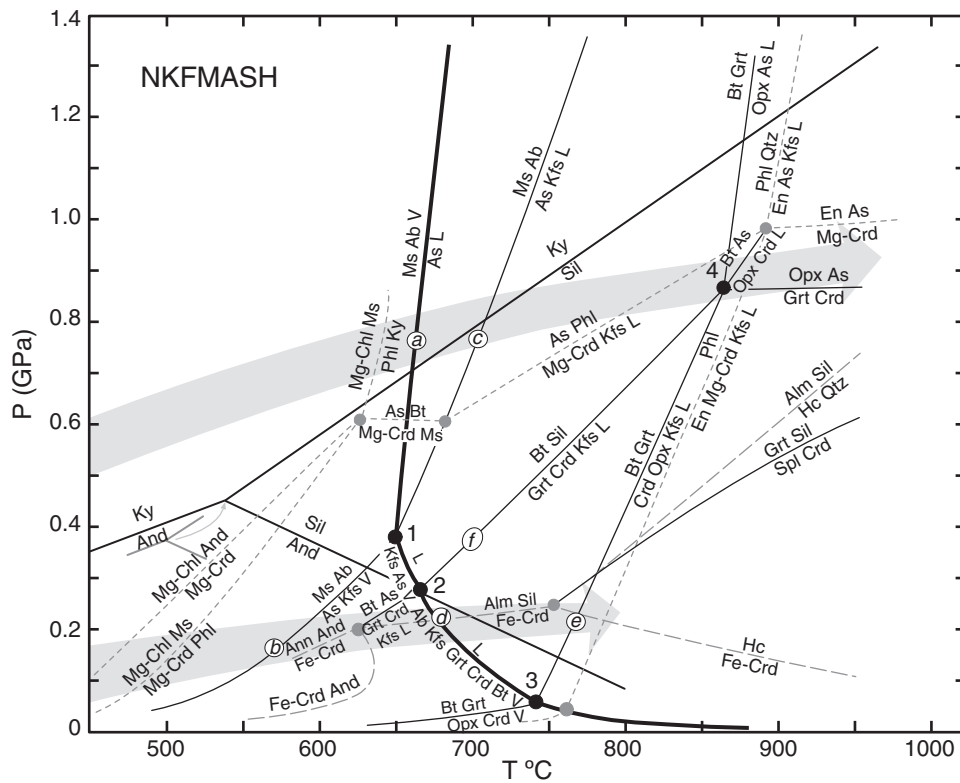 1.4
NKFMASH
1.2
1.0
0.8
0.6
0.4
0.2
0
P (GPa)
500
600
700
800
900
1000
T °C
Ms Ab V
As L
Ms Ab
As Kfs L
Bt Grt
Opx As L
Phl Qtz
En As Kfs L
Ky
Sil
En As
Mg-Crd
4
Bt As
Opx Crd L
Opx As
Grt Crd
Mg-Chl Ms
Phl Ky
a
c
As Phl
Mg-Crd Kfs L
Phl
En Mg-Crd Kfs L
As Bt
Mg-Crd Ms
Alm Sil
Hc Qtz
Bt Sil
Grt Crd Kfs L
Bt Grt
Crd Opx Kfs L
Grt Sil
Spl Crd
Ky
And
Sil
And
1
f
Mg-Chl And
Mg-Crd
L
Kfs As
Ms Ab
As Kfs V
2
Bt As
Grt Crd
Kfs L
Alm Sil
Fe-Crd
Mg-Chl Ms
Mg-Crd Phl
b
Ann And
Fe-Crd
d
e
L
Ab Kfs Grt Crd Bt V
Hc
Fe-Crd
Fe-Crd And
3
Bt Grt
Opx Crd V